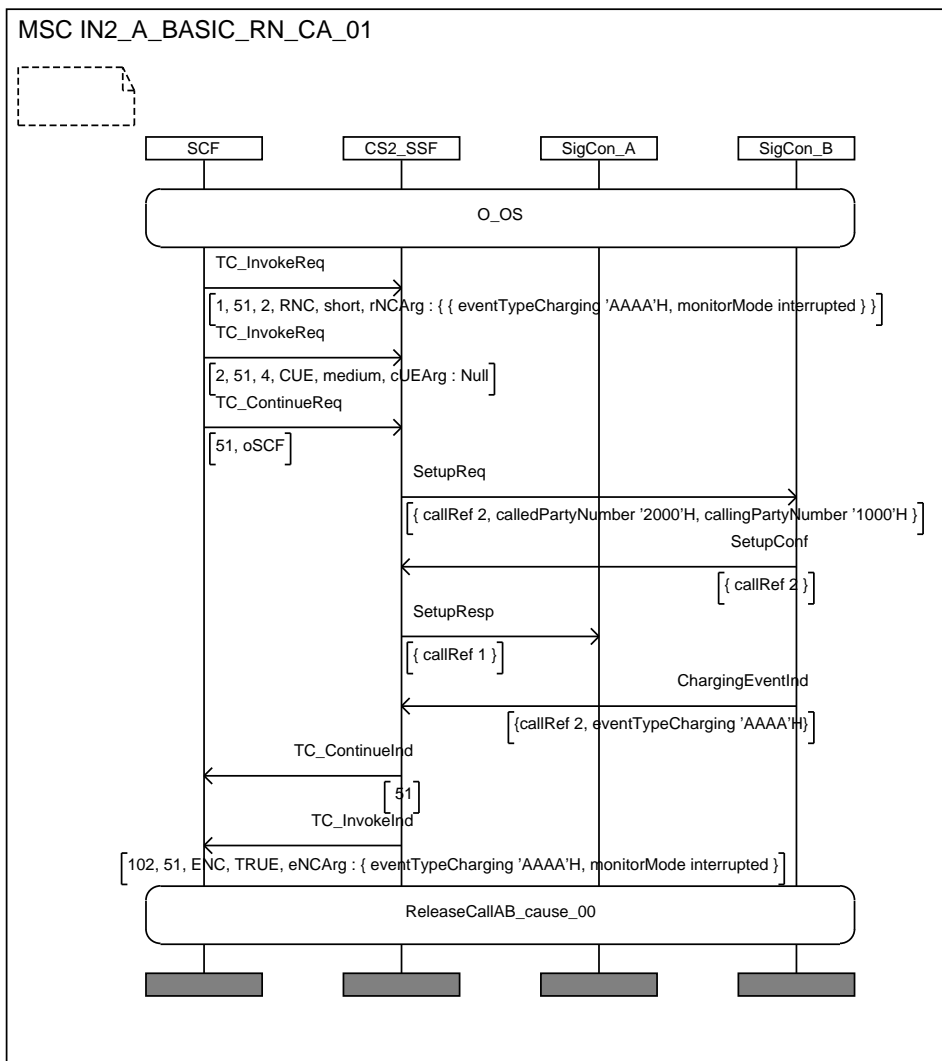 MSC IN2_A_BASIC_RN_CA_01
SCF CS2_SSF SigCon_A SigCon_B
O_OS
TC_InvokeReq
1, 51, 2, RNC, short, rNCArg : { { eventTypeCharging 'AAAA'H, monitorMode interrupted } }
TC_InvokeReq
2, 51, 4, CUE, medium, cUEArg : Null
TC_ContinueReq
51, oSCF
SetupReq
{ callRef 2, calledPartyNumber '2000'H, callingPartyNumber '1000'H }
SetupConf
{ callRef 2 }
SetupResp
{ callRef 1 }
ChargingEventInd
{callRef 2, eventTypeCharging 'AAAA'H}
TC_ContinueInd
51
TC_InvokeInd
102, 51, ENC, TRUE, eNCArg : { eventTypeCharging 'AAAA'H, monitorMode interrupted }
ReleaseCallAB_cause_00